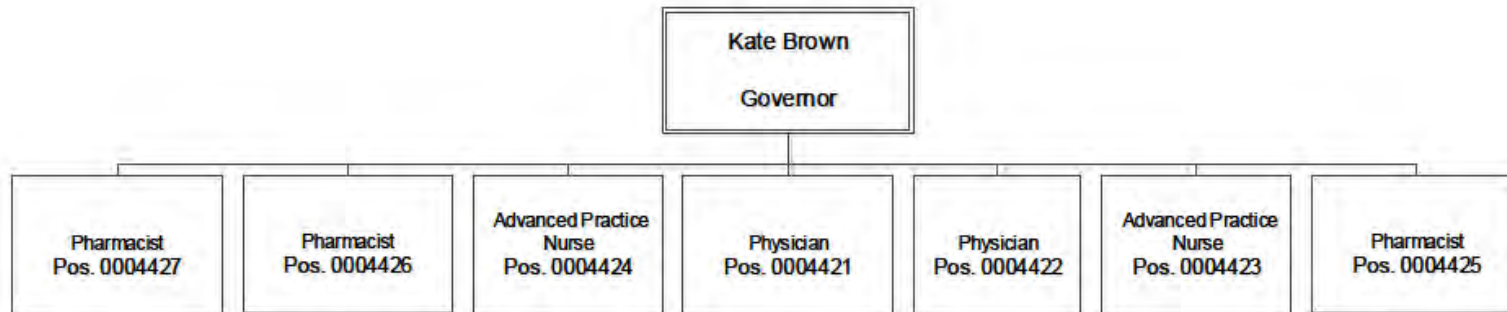 Kate Brown
Governor
Pharmacist
Pos. 0004427
Pharmacist
Pos. 0004426
Advanced Practice
Nurse
Pos. 0004424
Physician
Pos. 0004421
Physician
Pos. 0004422
Advanced Practice
Nurse
Pos. 0004423
Pharmacist
Pos. 0004425